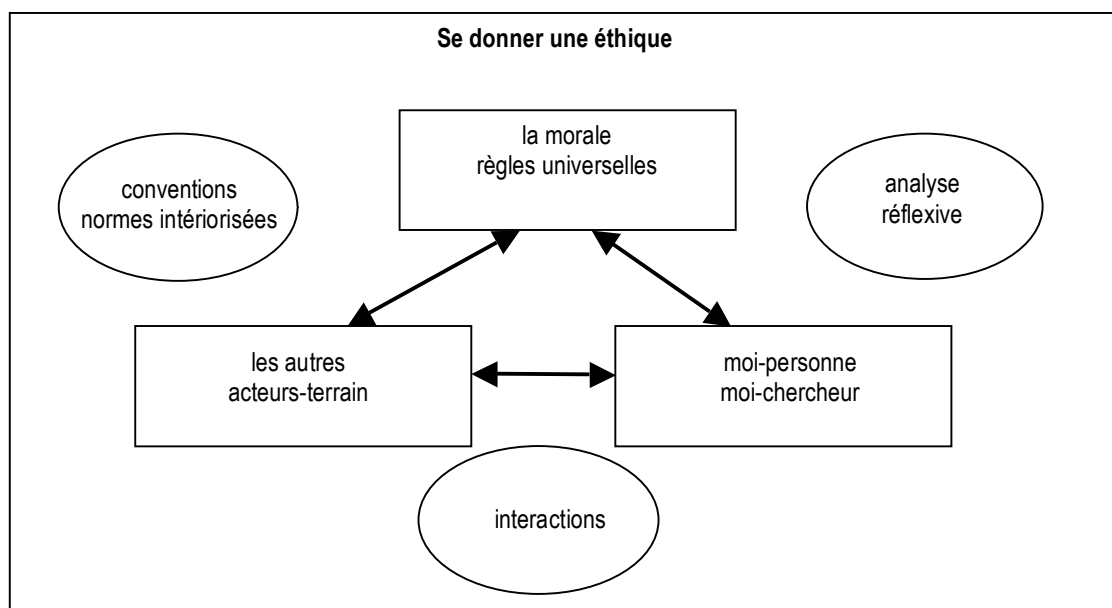 Se donner une éthique
la morale
règles universelles
conventions
normes intériorisées
analyse
réflexive
les autres
acteurs-terrain
moi-personne
moi-chercheur
interactions